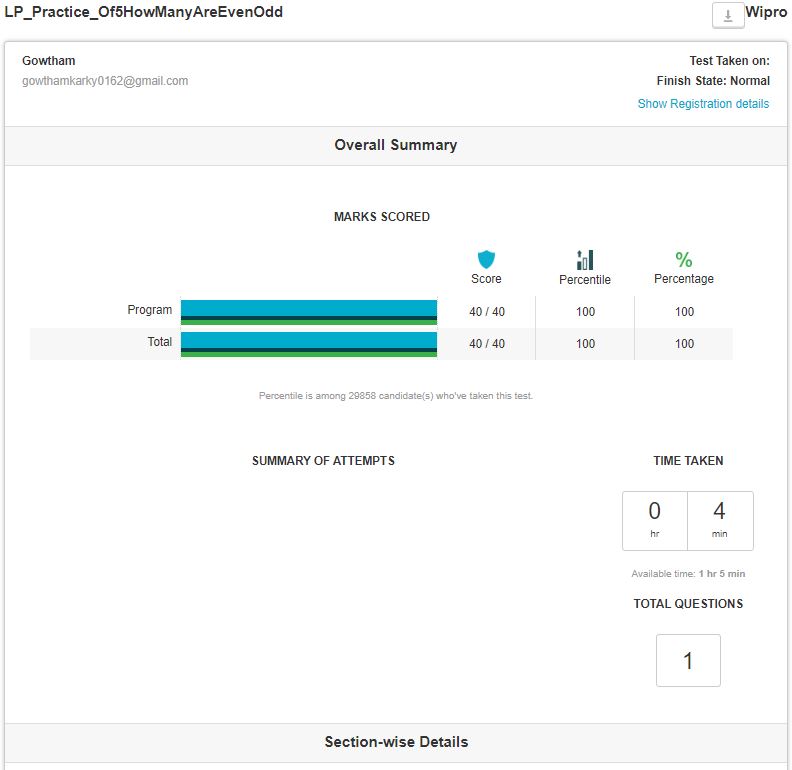 LP_Practice_Of5HowManyAreEvenOdd
Wipro
Gowtham
Test Taken on:
gowthamkarky0162@gmail.com
Finish State: Normal
Show Registration details
Overall Summary
MARKS SCORED
Score Percentile Percentage
Program 40 / 40 100 100
Total 40 / 40 100 100
Percentile is among 29858 candidate(s) who've taken this test.
SUMMARY OF ATTEMPTS
TIME TAKEN
0 4
hr min
Available time: 1 hr 5 min
TOTAL QUESTIONS
1
Section-wise Details